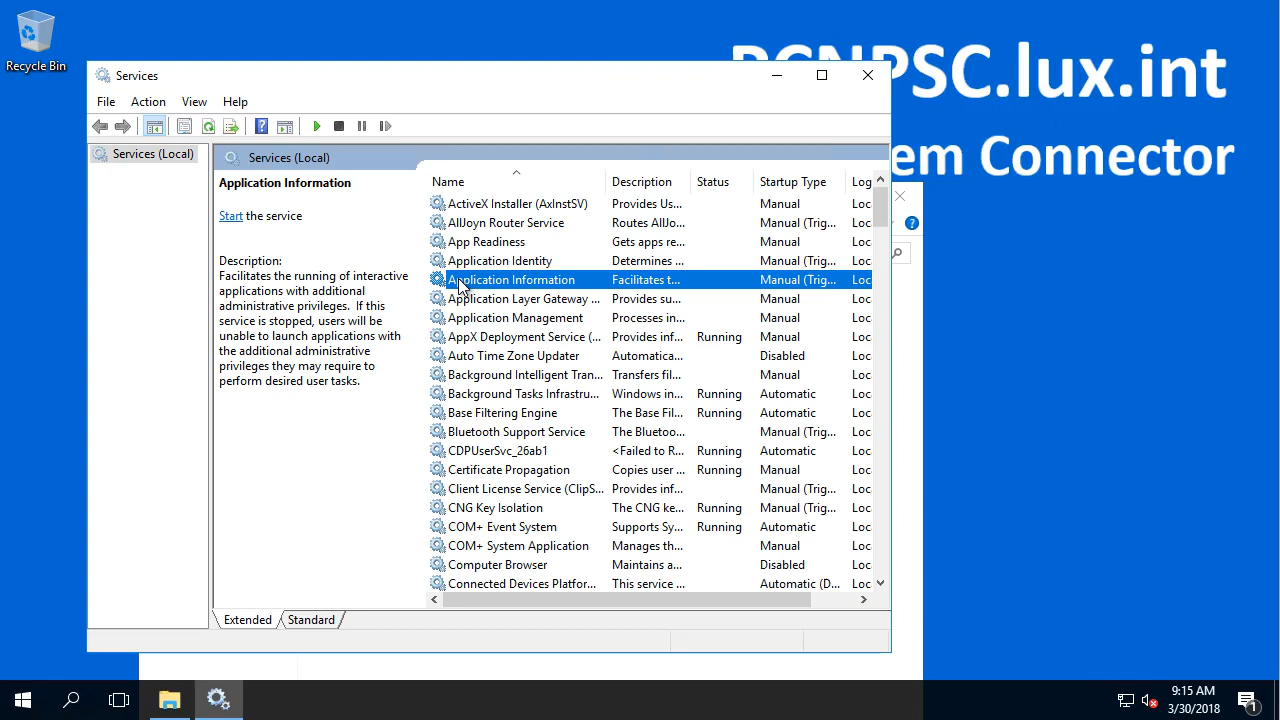 Recycle Bin
PCNPSC.lux.int
em Connector
Services
File Action View Help
Services (Local)
Services (Local)
Application Information
Start the service
Description:
Facilitates the running of interactive
applications with additional
administrative privileges. If this
service is stopped, users will be
unable to launch applications with
the additional administrative
privileges they may require to
perform desired user tasks.
Name Description Status Startup Type Log
ActiveX Installer (AxInstSV) Provides Us... Manual Loc
AllJoyn Router Service Routes AllJo... Manual (Trig... Loc
App Readiness Gets apps re... Manual Loc
Application Identity Determines ... Manual (Trig... Loc
Application Information Facilitates t... Manual (Trig... Loc
Application Layer Gateway ... Provides su... Manual Loc
Application Management Processes in... Manual Loc
AppX Deployment Service (... Provides inf... Running Manual Loc
Auto Time Zone Updater Automatica... Disabled Loc
Background Intelligent Tran... Transfers fil... Manual Loc
Background Tasks Infrastru... Windows in... Running Automatic Loc
Base Filtering Engine The Base Fil... Running Automatic Loc
Bluetooth Support Service The Bluetoo... Manual (Trig... Loc
CDPUserSvc_26ab1 <Failed to R... Running Automatic Loc
Certificate Propagation Copies user ... Running Manual Loc
Client License Service (ClipS... Provides inf... Manual (Trig... Loc
CNG Key Isolation The CNG ke... Running Manual (Trig... Loc
COM+ Event System Supports Sy... Running Automatic Loc
COM+ System Application Manages th... Manual Loc
Computer Browser Maintains a... Disabled Loc
Connected Devices Platfor... This service ... Automatic (D... Loc
Extended Standard
9:15 AM
3/30/2018
1